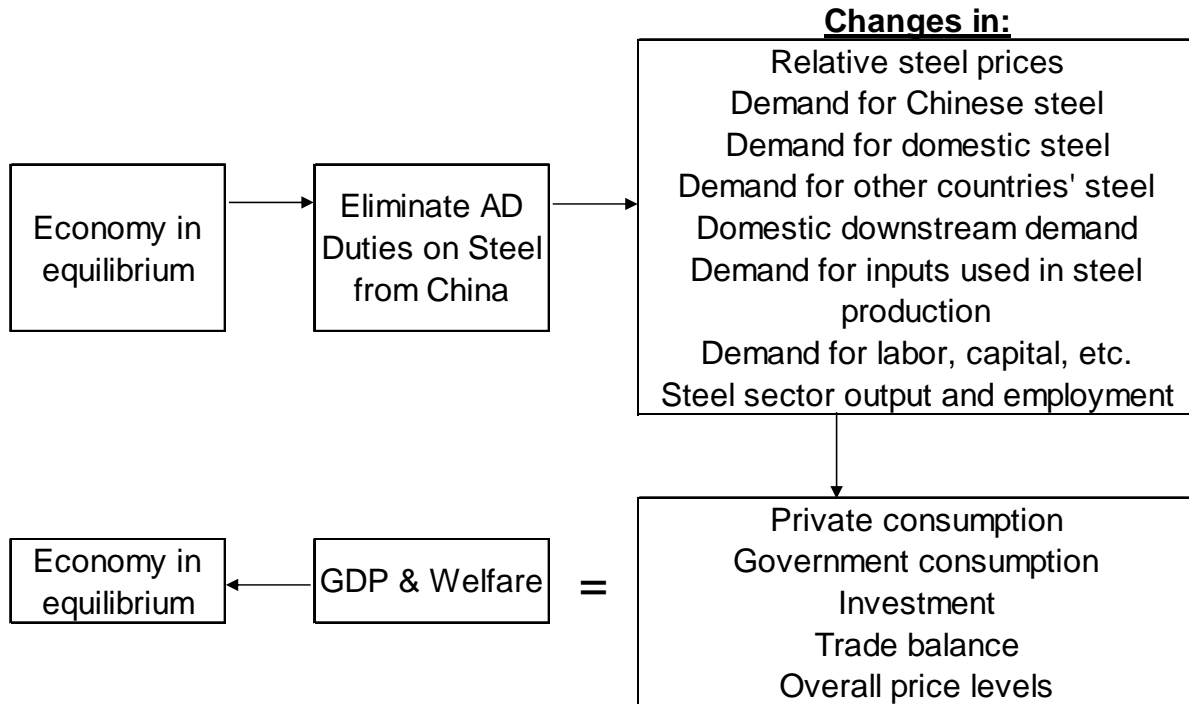 Changes in:
Economy in
equilibrium
Eliminate AD
Duties on Steel
from China
Relative steel prices
Demand for Chinese steel
Demand for domestic steel
Demand for other countries' steel
Domestic downstream demand
Demand for inputs used in steel
production
Demand for labor, capital, etc.
Steel sector output and employment
Economy in
equilibrium
GDP & Welfare
=
Private consumption
Government consumption
Investment
Trade balance
Overall price levels